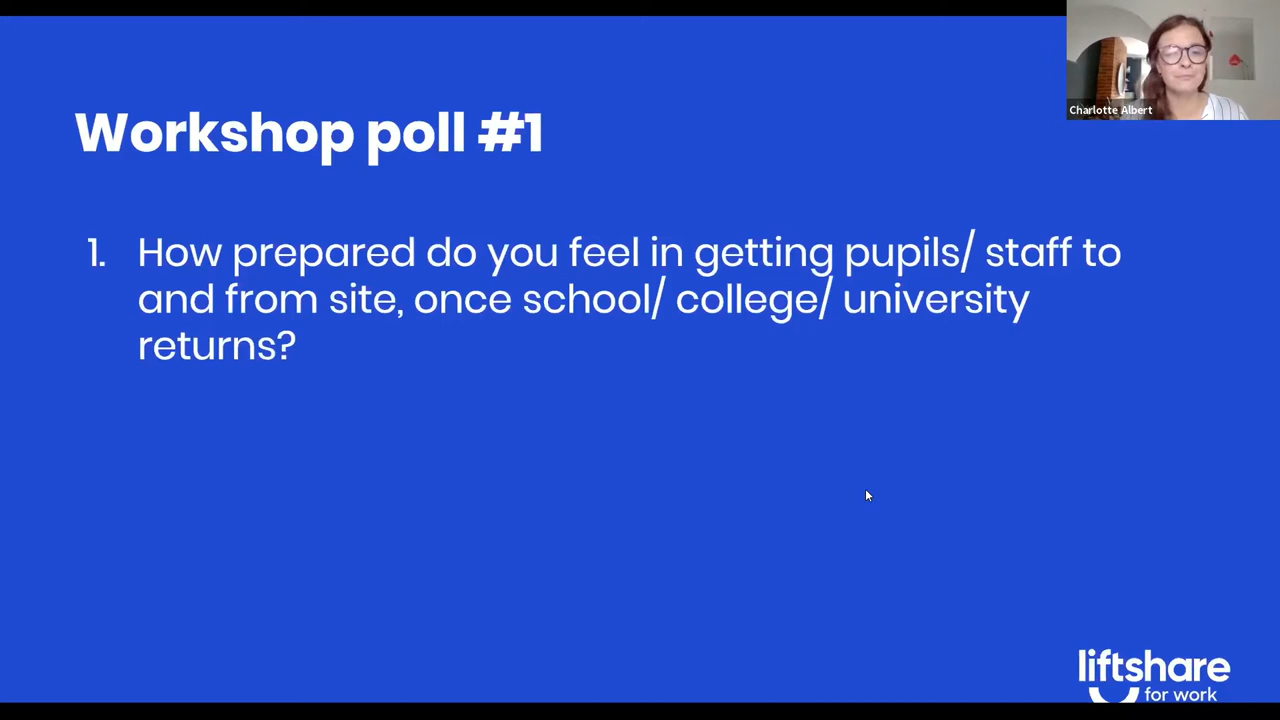 Charlotte Albert
Workshop poll #1
1. How prepared do you feel in getting pupils/ staff to
and from site, once school/ college/ university
returns?
liftshare
for work